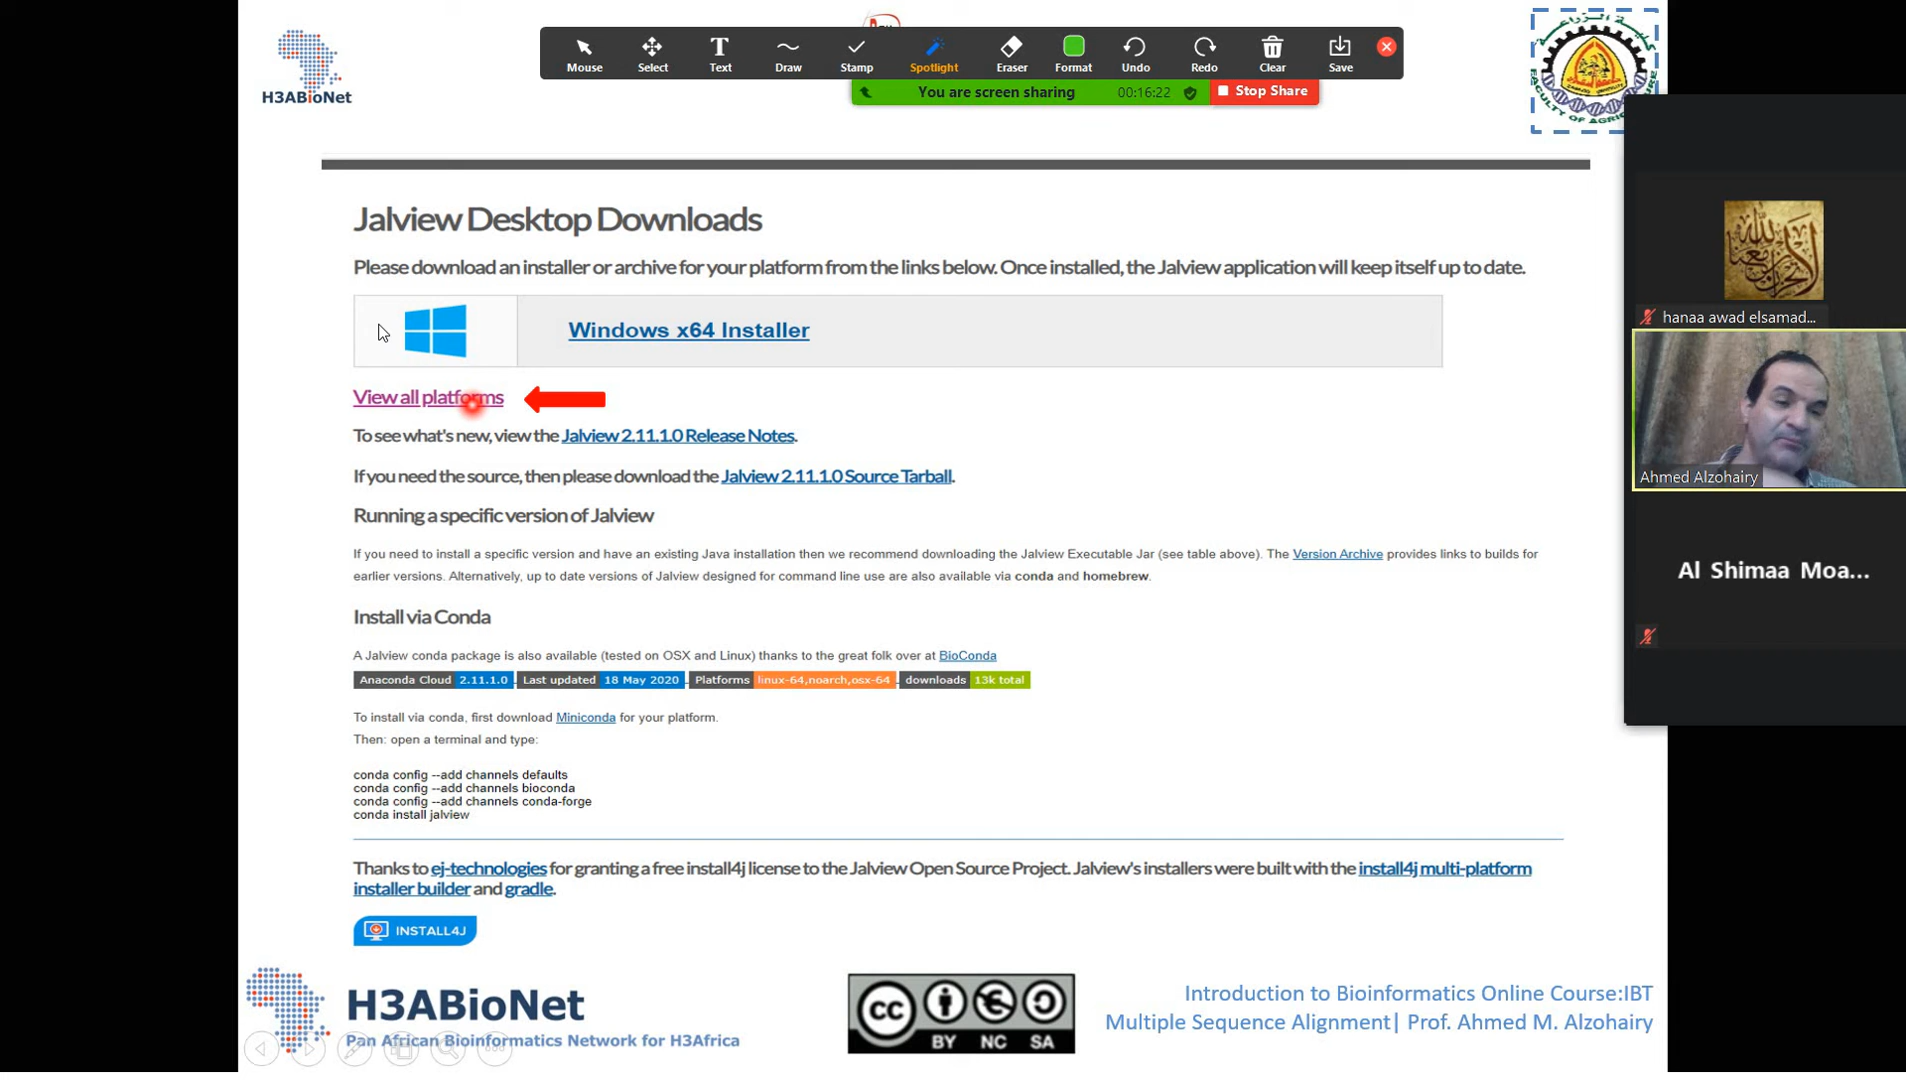 H3ABioNet
Mouse
Select
Text
Draw
Stamp
Spotlight
Eraser
Format
Undo
Redo
Clear
Save
You are screen sharing
00:16:22
Stop Share
Jalview Desktop Downloads
Please download an installer or archive for your platform from the links below. Once installed, the Jalview application will keep itself up to date.
Windows x64 Installer
View all platforms
To see what's new, view the Jalview 2.11.1.0 Release Notes.
If you need the source, then please download the Jalview 2.11.1.0 Source Tarball.
Running a specific version of Jalview
If you need to install a specific version and have an existing Java installation then we recommend downloading the Jalview Executable Jar (see table above). The Version Archive provides links to builds for
earlier versions. Alternatively, up to date versions of Jalview designed for command line use are also available via conda and homebrew.
Install via Conda
A Jalview conda package is also available (tested on OSX and Linux) thanks to the great folk over at BioConda
Anaconda Cloud 2.11.1.0 Last updated 18 May 2020 Platforms linux-64,noarch,osx-64 downloads 13k total
To install via conda, first download Miniconda for your platform.
Then: open a terminal and type:
conda config --add channels defaults
conda config --add channels bioconda
conda config --add channels conda-forge
conda install jalview
Thanks to ej-technologies for granting a free install4j license to the Jalview Open Source Project. Jalview's installers were built with the install4j multi-platform
installer builder and gradle.
INSTALL4J
H3ABioNet
Pan African Bioinformatics Network for H3Africa
cc
BY NC SA
Introduction to Bioinformatics Online Course:IBT
Multiple Sequence Alignment| Prof. Ahmed M. Alzohairy
hanaa awad elsamad...
Ahmed Alzohairy
Al Shimaa Moa...